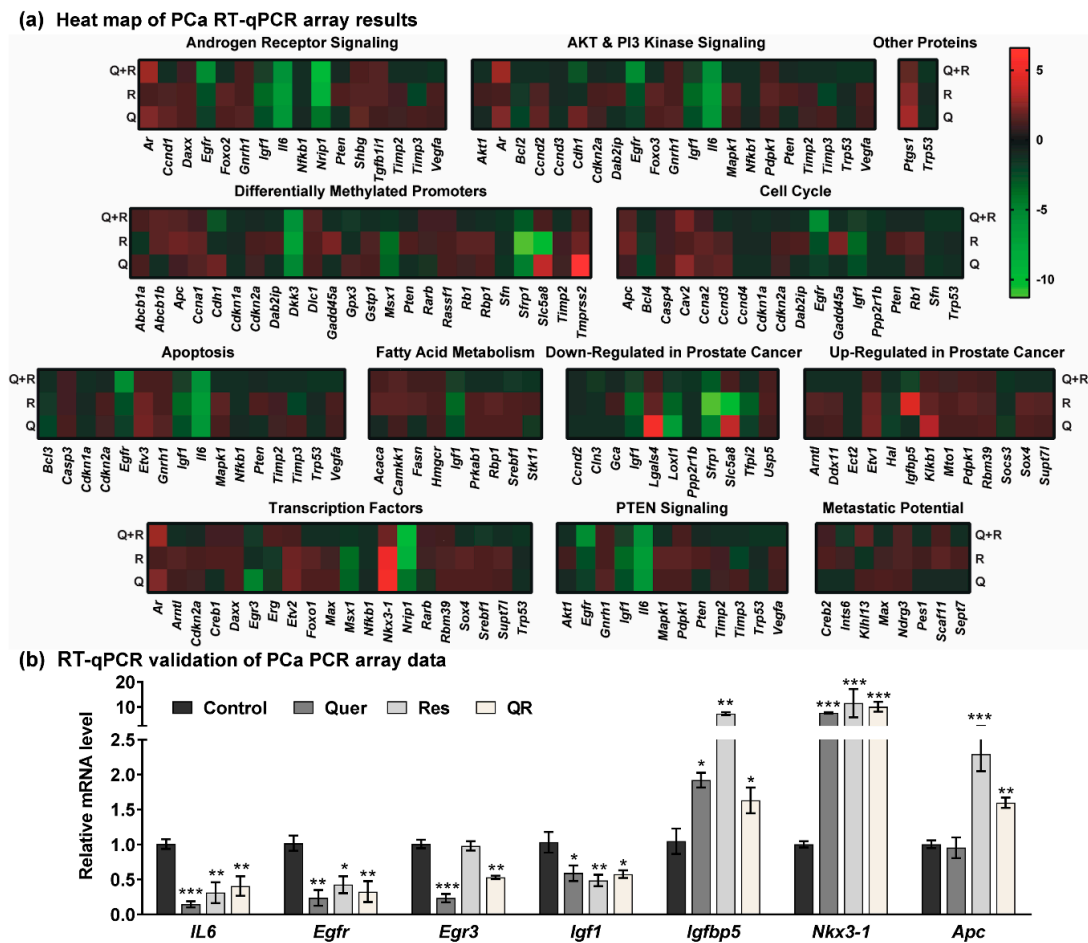 (a) Heat map of PCa RT-qPCR array results
Androgen Receptor Signaling AKT & PI3 Kinase Signaling Other Proteins
Q+R Q+R 5
R R
Q Q 0
Ar Ccnd1 Daxx Egfr Foxo2 Gnrh1 Igf1 Il6 Nrip1 Pten Shbg Tgfb1l1 Timp2 Timp3 Vegfa Akt1 Ar Bcl2 Ccnd2 Ccnd3 Cdh1 Cdkn2a Dab2ip Egfr Foxo3 Gnrh1 Igf1 Il6 Mapk1 Nfkb1 Pdpk1 Pten Timp2 Timp3 Trp53 Vegfa Ptgs1 Trp53
Nfkb1
Differentially Methylated Promoters Cell Cycle -5
Q+R Q+R
R R
Q Q -10
Abcb1a Abcb1b Apc Ccna1 Cdh1 Cdkn1a Cdkn2a Dab2ip Dkk3 Dlc1 Gadd45a Gpx3 Gstp1 Msx1 Pten Rarb Rassf1 Rb1 Rbp1 Sfn Sfrp1 Slc5a8 Timp2 Tmprss2 Apc Bcl4 Casp4 Cav2 Ccna2 Ccnd3 Ccnd4 Cdkn1a Cdkn2a Dab2ip Egfr Gadd45a Igf1 Ppp2r1b Pten Rb1 Sfn Trp53
Apoptosis Fatty Acid Metabolism Down-Regulated in Prostate Cancer Up-Regulated in Prostate Cancer
Q+R Q+R
R R
Q Q
Bcl3 Casp3 Cdkn1a Cdkn2a Egfr Etv3 Gnrh1 Igf1 Il6 Mapk1 Nfkb1 Pten Timp2 Timp3 Trp53 Vegfa Acaca Camkk1 Fasn Hmgcr Igf1 Prkab1 Rbp1 Srebf1 Stk11 Ccnd2 Cln3 Gca Igf1 Lgals4 Loxl1 Ppp2r1b Sfrp1 Slc5a8 Tfpi2 Usp5 Arntl Ddx11 Ect2 Etv1 Hal Igfbp5 Klkb1 Mto1 Pdpk1 Rbm39 Socs3 Sox4 Supt7l
Transcription Factors PTEN Signaling Metastatic Potential
Q+R Q+R
R R
Q Q
Ar Arntl Cdkn2a Creb1 Daxx Egr3 Erg Etv2 Foxo1 Max Msx1 Nfkb1 Nkx3-1 Nrip1 Rarb Rbm39 Sox4 Srebf1 Supt7l Trp53 Akt1 Egfr Gnrh1 Igf1 Il6 Mapk1 Pdpk1 Pten Timp2 Timp3 Trp53 Vegfa Creb2 Ints6 Klhl13 Max Ndrg3 Pes1 Scaf11 Sept7
(b) RT-qPCR validation of PCa PCR array data
Relative mRNA level
20
10
2.5
2.0
1.5
1.0
0.5
0.0
Control Quer Res QR
*** ** **
** * **
*** **
* ** *
* ** *
*** *** ***
*** **
IL6 Egfr Egr3 Igf1 Igfbp5 Nkx3-1 Apc